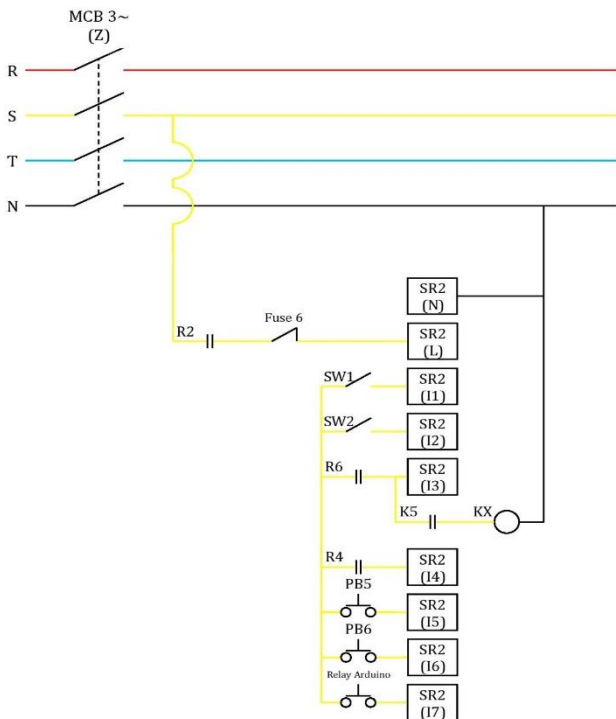 MCB 3~
(Z)
R
S
T
N
SR2
(N)
R2
Fuse 6
SR2
(L)
SW1
SR2
(I1)
SW2
SR2
(I2)
R6
SR2
(I3)
K5
KX
R4
SR2
(I4)
PB5
SR2
(I5)
PB6
SR2
(I6)
Relay Arduino
SR2
(I7)